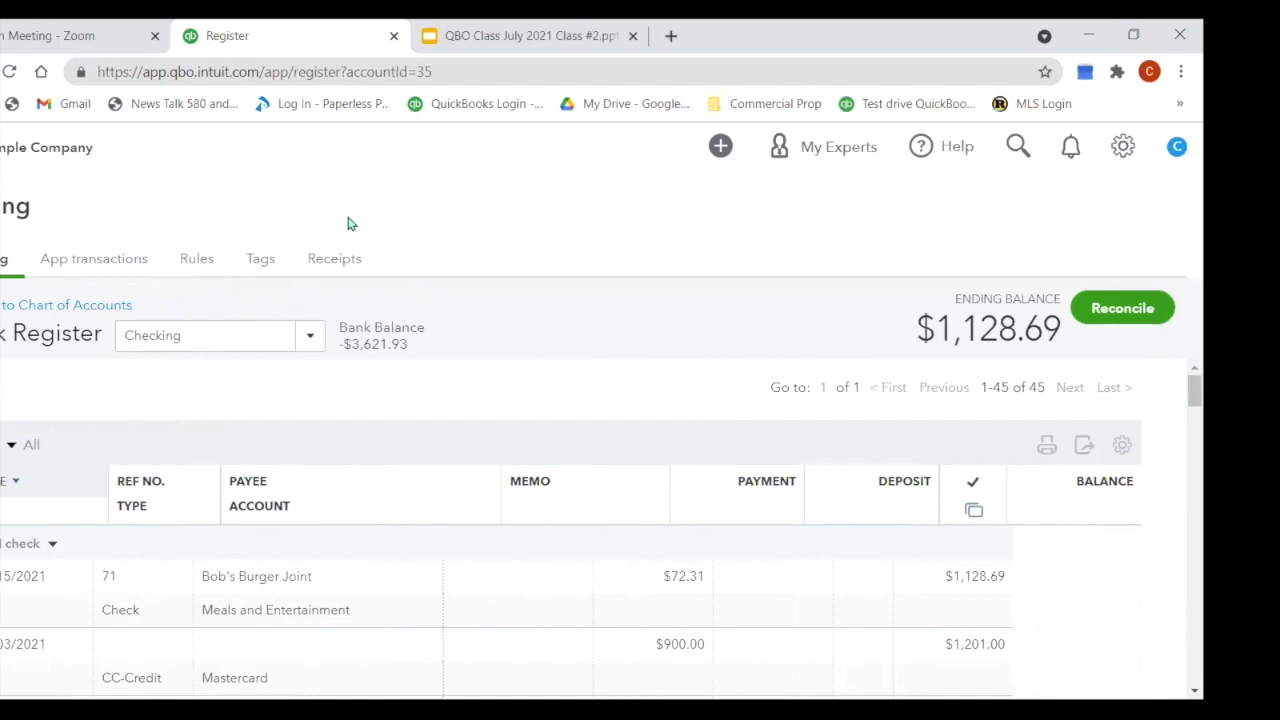 n Meeting - Zoom
Register
QBO Class July 2021 Class #2.ppt
https://app.qbo.intuit.com/app/register?accountId=35
C
Gmail
News Talk 580 and...
Log In - Paperless P...
QuickBooks Login -...
My Drive - Google...
Commercial Prop
Test drive QuickBoo...
MLS Login
»
mple Company
My Experts
Help
C
ng
g
App transactions
Rules
Tags
Receipts
to Chart of Accounts
k Register
Checking
Bank Balance
-$3,621.93
ENDING BALANCE
$1,128.69
Reconcile
Go to: 1 of 1 < First Previous 1-45 of 45 Next Last >
All
E
REF NO.
TYPE
PAYEE
ACCOUNT
MEMO
PAYMENT
DEPOSIT
BALANCE
d check
15/2021 71 Bob's Burger Joint $72.31 $1,128.69
Check Meals and Entertainment
03/2021 $900.00 $1,201.00
CC-Credit Mastercard